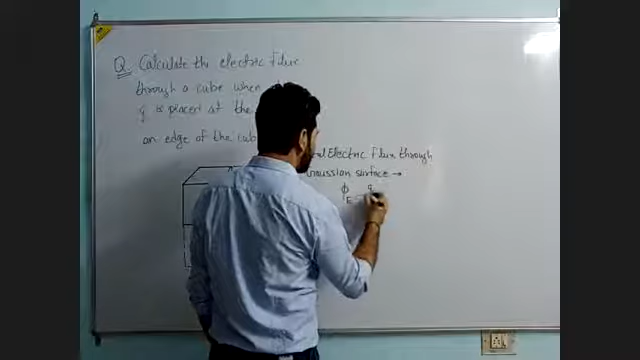 Q. Calculate the electric flux
through a cube when
q is placed at the
an edge of the cub
Electric flux through
Gaussian surface →
ϕ q
E